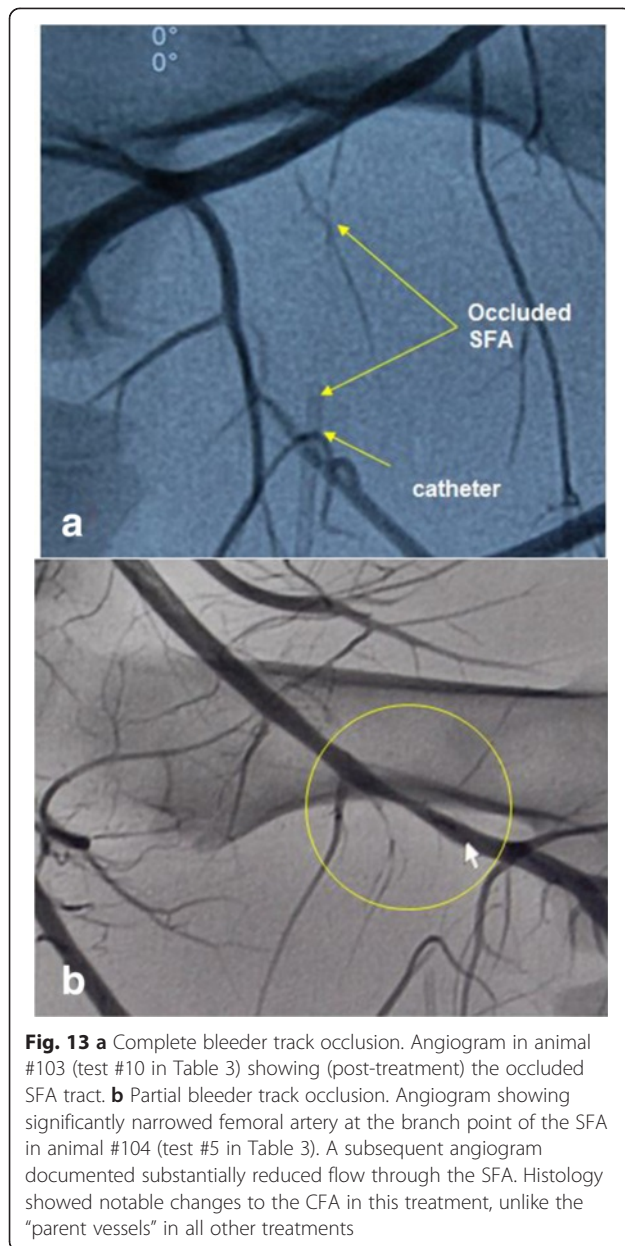 0°
0°
Occluded
SFA
catheter
a
b
Fig. 13 a Complete bleeder track occlusion. Angiogram in animal
#103 (test #10 in Table 3) showing (post-treatment) the occluded
SFA tract. b Partial bleeder track occlusion. Angiogram showing
significantly narrowed femoral artery at the branch point of the SFA
in animal #104 (test #5 in Table 3). A subsequent angiogram
documented substantially reduced flow through the SFA. Histology
showed notable changes to the CFA in this treatment, unlike the
“parent vessels” in all other treatments